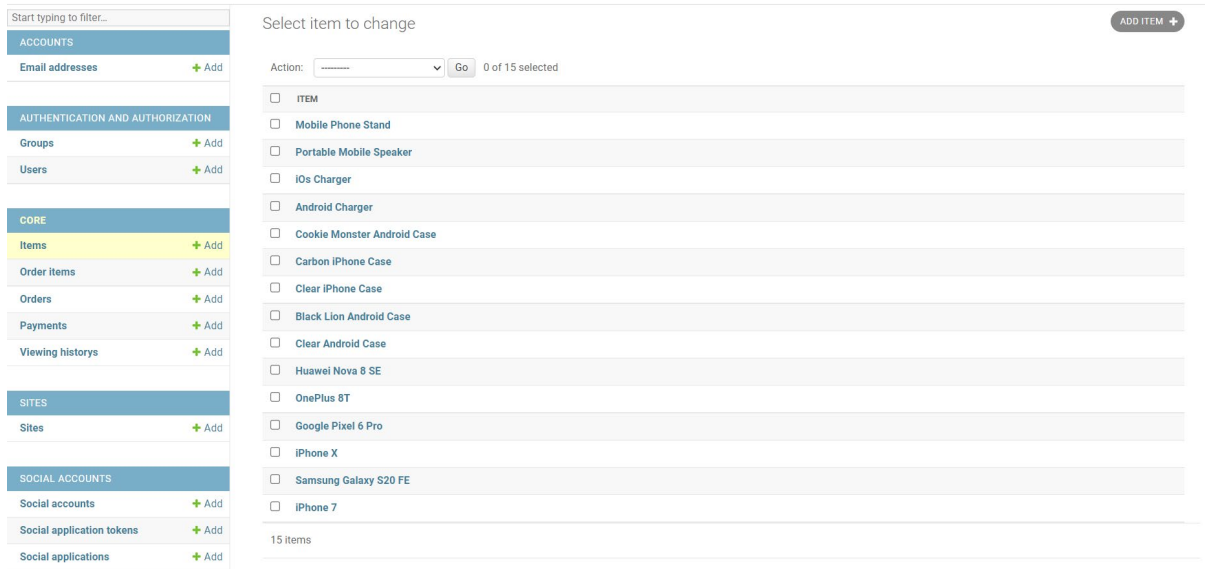 Start typing to filter...
ACCOUNTS
Email addresses + Add
AUTHENTICATION AND AUTHORIZATION
Groups + Add
Users + Add
CORE
Items + Add
Order items + Add
Orders + Add
Payments + Add
Viewing historys + Add
SITES
Sites + Add
SOCIAL ACCOUNTS
Social accounts + Add
Social application tokens + Add
Social applications + Add
Select item to change
ADD ITEM +
Action: --------- Go 0 of 15 selected
ITEM
Mobile Phone Stand
Portable Mobile Speaker
iOs Charger
Android Charger
Cookie Monster Android Case
Carbon iPhone Case
Clear iPhone Case
Black Lion Android Case
Clear Android Case
Huawei Nova 8 SE
OnePlus 8T
Google Pixel 6 Pro
iPhone X
Samsung Galaxy S20 FE
iPhone 7
15 items